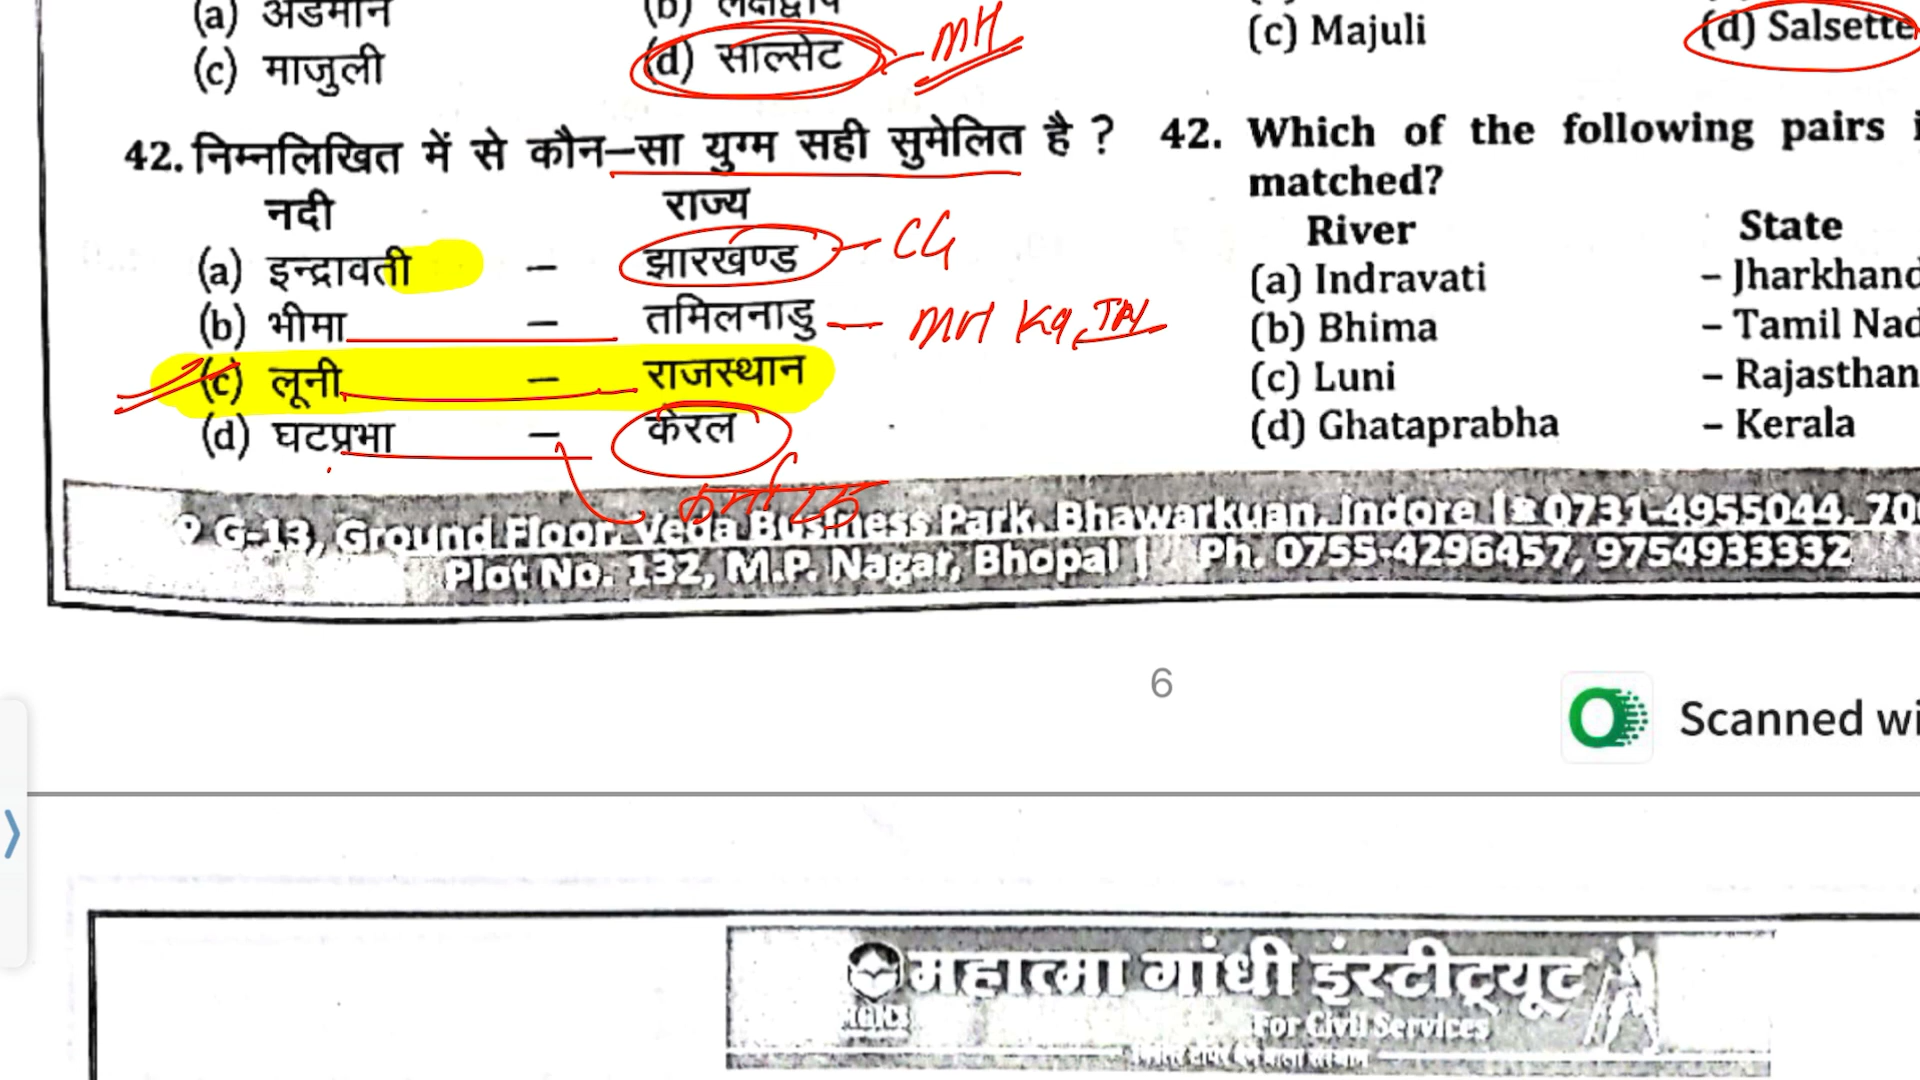 (a) अंडमान
(b) लक्षद्वीप
(c) माजुली
(d) साल्सेट
MH
42. निम्नलिखित में से कौन–सा युग्म सही सुमेलित है ?
नदी राज्य
(a) इन्द्रावती – झारखण्ड CG
(b) भीमा – तमिलनाडु MH Ka,
(c) लूनी – राजस्थान
(d) घटप्रभा – केरल
कर्नाटक
(c) Majuli (d) Salsette
42. Which of the following pairs
matched?
River State
(a) Indravati – Jharkhand
(b) Bhima – Tamil Nad
(c) Luni – Rajasthan
(d) Ghataprabha – Kerala
G-13, Ground Floor, Veda Business Park, Bhawarkuan, Indore | 0731-4955044, 70
Plot No. 132, M.P. Nagar, Bhopal | Ph. 0755-4296457, 9754933332
6
Scanned wi
महात्मा गांधी इंस्टीट्यूट
MGICS
For Civil Services